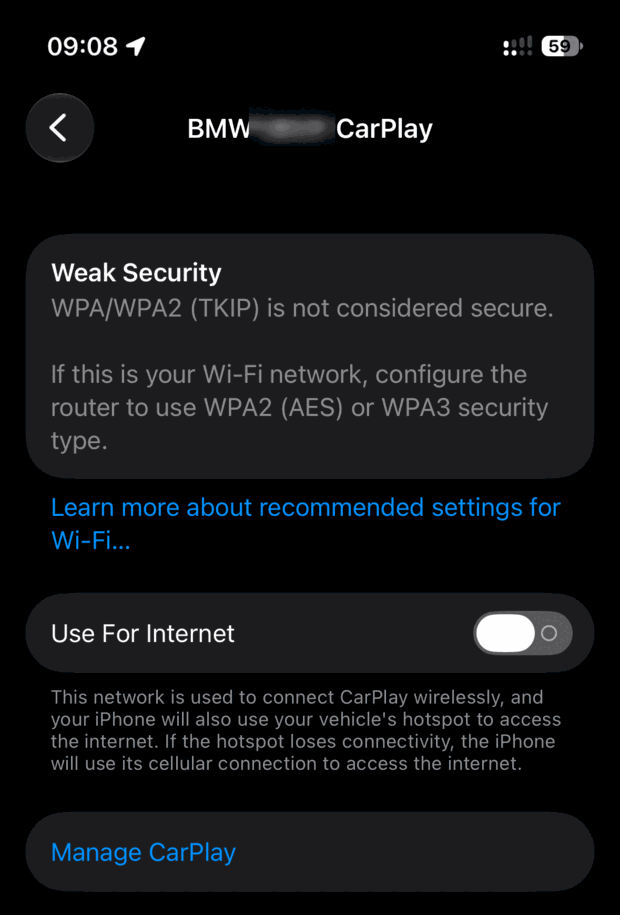 09:08
59
BMW CarPlay
Weak Security
WPA/WPA2 (TKIP) is not considered secure.
If this is your Wi-Fi network, configure the
router to use WPA2 (AES) or WPA3 security
type.
Learn more about recommended settings for
Wi-Fi...
Use For Internet
This network is used to connect CarPlay wirelessly, and
your iPhone will also use your vehicle's hotspot to access
the internet. If the hotspot loses connectivity, the iPhone
will use its cellular connection to access the internet.
Manage CarPlay